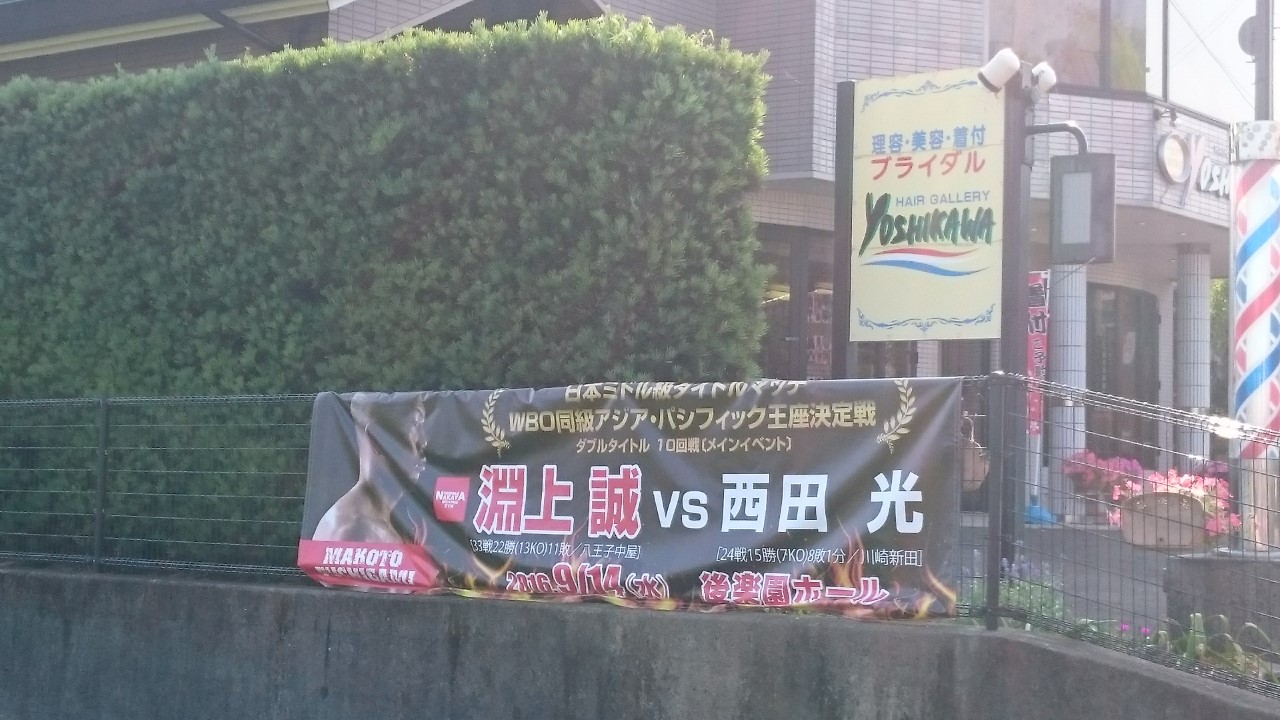 理容・美容・着付
ブライダル
HAIR GALLERY
YOSHIKAWA
YOSH
着付
日本ミドル級タイトルマッチ
WBO同級アジア・パシフィック王座決定戦
ダブルタイトル 10回戦〔メインイベント〕
NAKAYA
淵上 誠 VS 西田 光
[33戦22勝(13KO)11敗／八王子中屋]
[24戦15勝(7KO)8敗1分／川崎新田]
MAKOTO
FUCHIGAMI
2016.9/14(水) 後楽園ホール